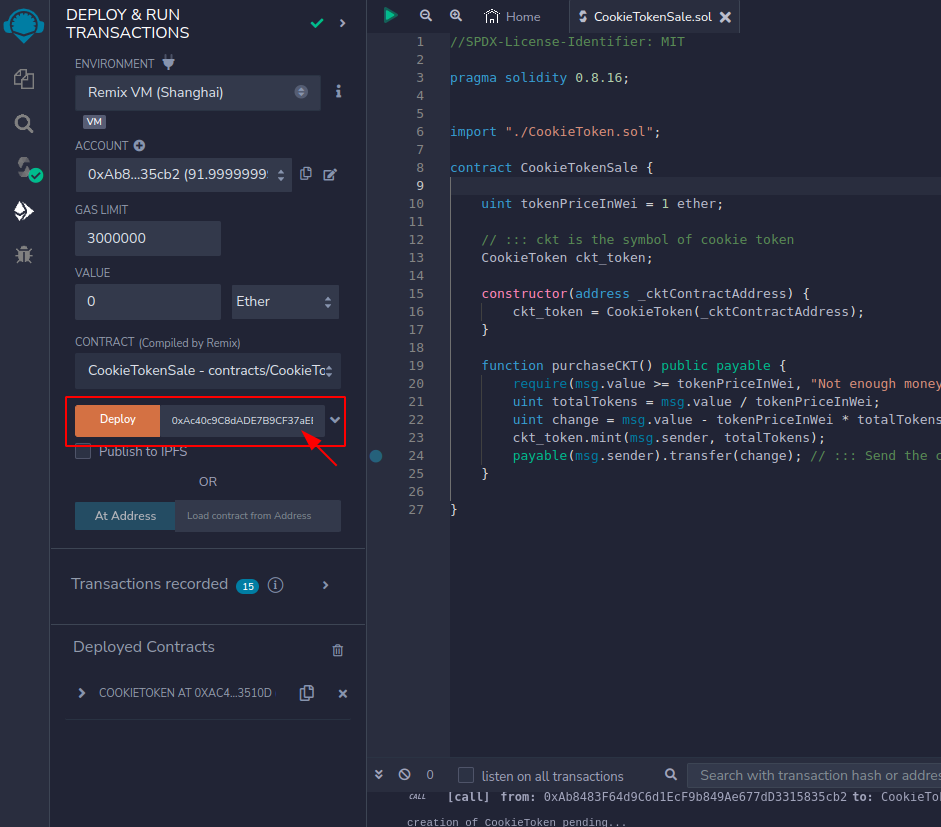 DEPLOY & RUN
TRANSACTIONS
ENVIRONMENT
Remix VM (Shanghai)
VM
ACCOUNT
0xAb8...35cb2 (91.9999999
GAS LIMIT
3000000
VALUE
0
Ether
CONTRACT (Compiled by Remix)
CookieTokenSale - contracts/CookieTo
Deploy
0xAc40c9C8dADE7B9CF37aEI
Publish to IPFS
OR
At Address
Load contract from Address
Transactions recorded 15 i
Deployed Contracts
COOKIETOKEN AT 0XAC4...3510D
Home
CookieTokenSale.sol
1 //SPDX-License-Identifier: MIT
2
3 pragma solidity 0.8.16;
4
5
6 import "./CookieToken.sol";
7
8 contract CookieTokenSale {
9
10 uint tokenPriceInWei = 1 ether;
11
12 // ::: ckt is the symbol of cookie token
13 CookieToken ckt_token;
14
15 constructor(address _cktContractAddress) {
16 ckt_token = CookieToken(_cktContractAddress);
17 }
18
19 function purchaseCKT() public payable {
20 require(msg.value >= tokenPriceInWei, "Not enough money
21 uint totalTokens = msg.value / tokenPriceInWei;
22 uint change = msg.value - tokenPriceInWei * totalTokens
23 ckt_token.mint(msg.sender, totalTokens);
24 payable(msg.sender).transfer(change); // ::: Send the c
25 }
26
27 }
0
listen on all transactions
Search with transaction hash or addres
CALL [call] from: 0xAb8483F64d9C6d1EcF9b849Ae677dD3315835cb2 to: CookieTo
creation of CookieToken pending...